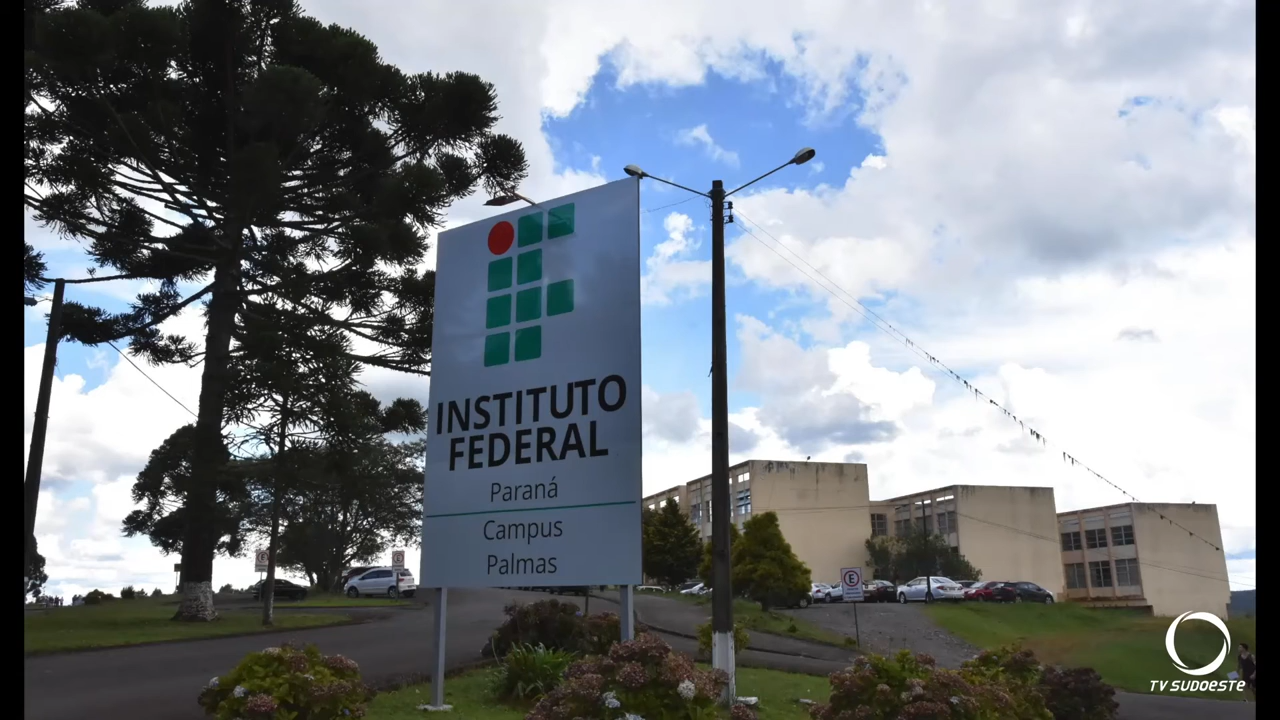 INSTITUTO
FEDERAL
Paraná
Campus
Palmas
E
TV SUDOESTE